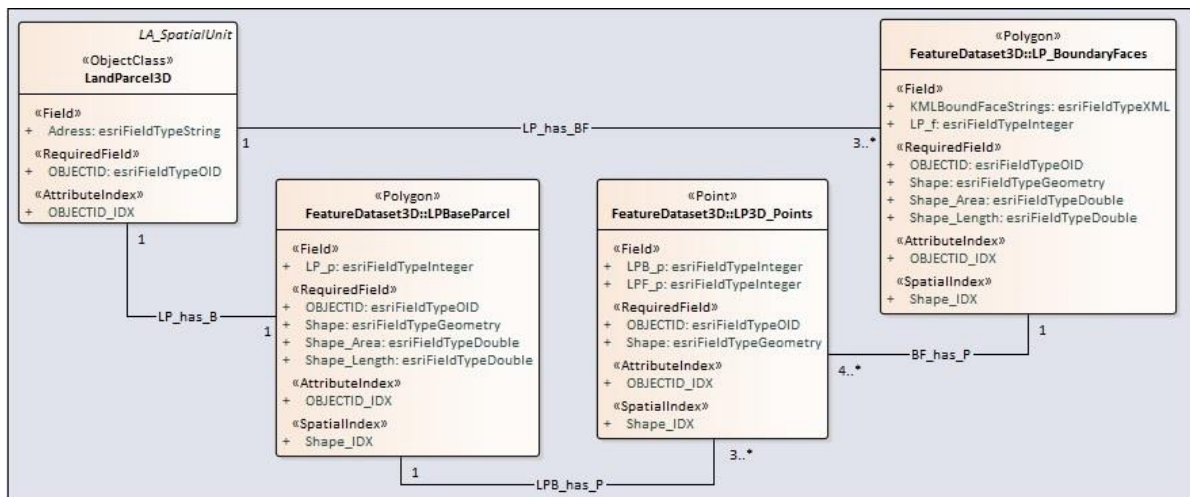 LA_SpatialUnit
«ObjectClass»
LandParcel3D
«Field»
+ Adress: esriFieldTypeString
«RequiredField»
+ OBJECTID: esriFieldTypeOID
«AttributeIndex»
+ OBJECTID_IDX
1
1
LP_has_BF
3..*
LP_has_B
1
«Polygon»
FeatureDataset3D::LPBaseParcel
«Field»
+ LP_p: esriFieldTypeInteger
«RequiredField»
+ OBJECTID: esriFieldTypeOID
+ Shape: esriFieldTypeGeometry
+ Shape_Area: esriFieldTypeDouble
+ Shape_Length: esriFieldTypeDouble
«AttributeIndex»
+ OBJECTID_IDX
«SpatialIndex»
+ Shape_IDX
1
LPB_has_P
3..*
«Point»
FeatureDataset3D::LP3D_Points
«Field»
+ LPB_p: esriFieldTypeInteger
+ LPF_p: esriFieldTypeInteger
«RequiredField»
+ OBJECTID: esriFieldTypeOID
+ Shape: esriFieldTypeGeometry
«AttributeIndex»
+ OBJECTID_IDX
«SpatialIndex»
+ Shape_IDX
4..*
BF_has_P
1
«Polygon»
FeatureDataset3D::LP_BoundaryFaces
«Field»
+ KMLBoundFaceStrings: esriFieldTypeXML
+ LP_f: esriFieldTypeInteger
«RequiredField»
+ OBJECTID: esriFieldTypeOID
+ Shape: esriFieldTypeGeometry
+ Shape_Area: esriFieldTypeDouble
+ Shape_Length: esriFieldTypeDouble
«AttributeIndex»
+ OBJECTID_IDX
«SpatialIndex»
+ Shape_IDX